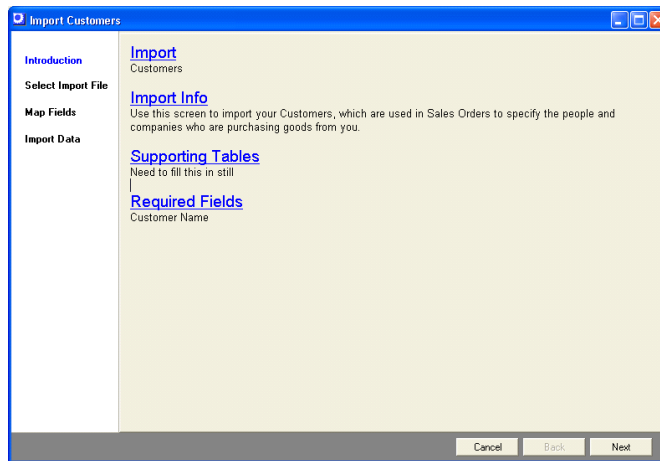 Import Customers
Introduction
Select Import File
Map Fields
Import Data
Import
Customers
Import Info
Use this screen to import your Customers, which are used in Sales Orders to specify the people and
companies who are purchasing goods from you.
Supporting Tables
Need to fill this in still
Required Fields
Customer Name
Cancel
Back
Next